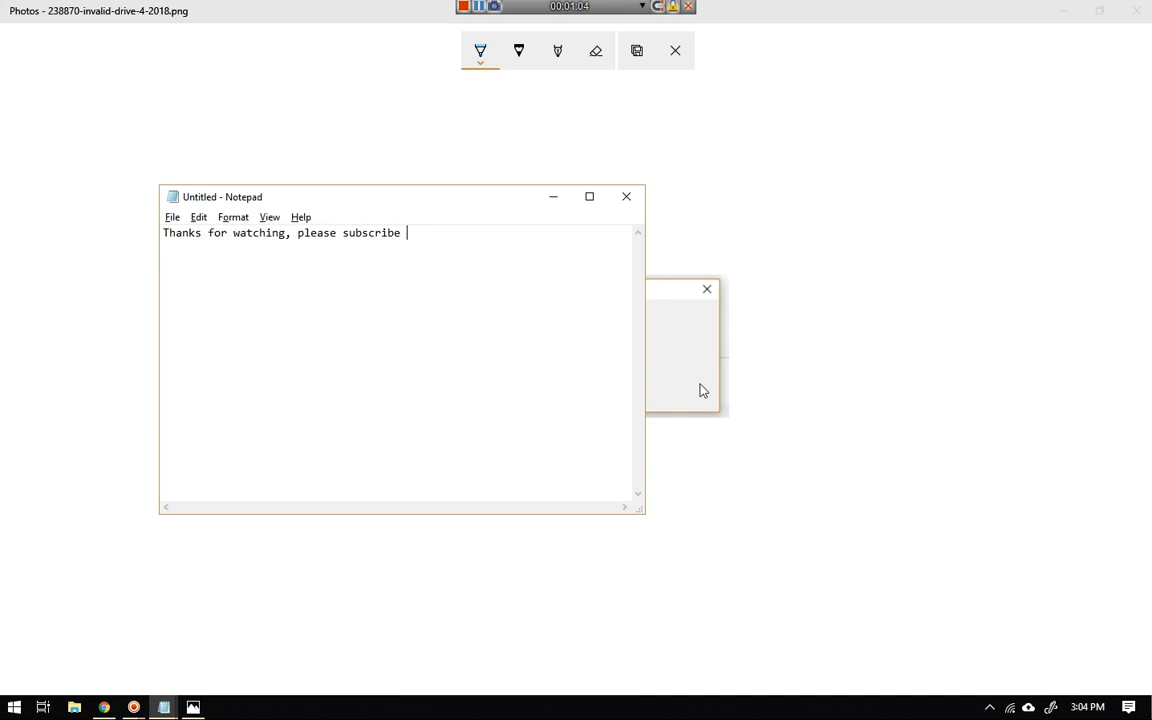 Photos - 238870-invalid-drive-4-2018.png
00:01:04
Untitled - Notepad
File Edit Format View Help
Thanks for watching, please subscribe
3:04 PM